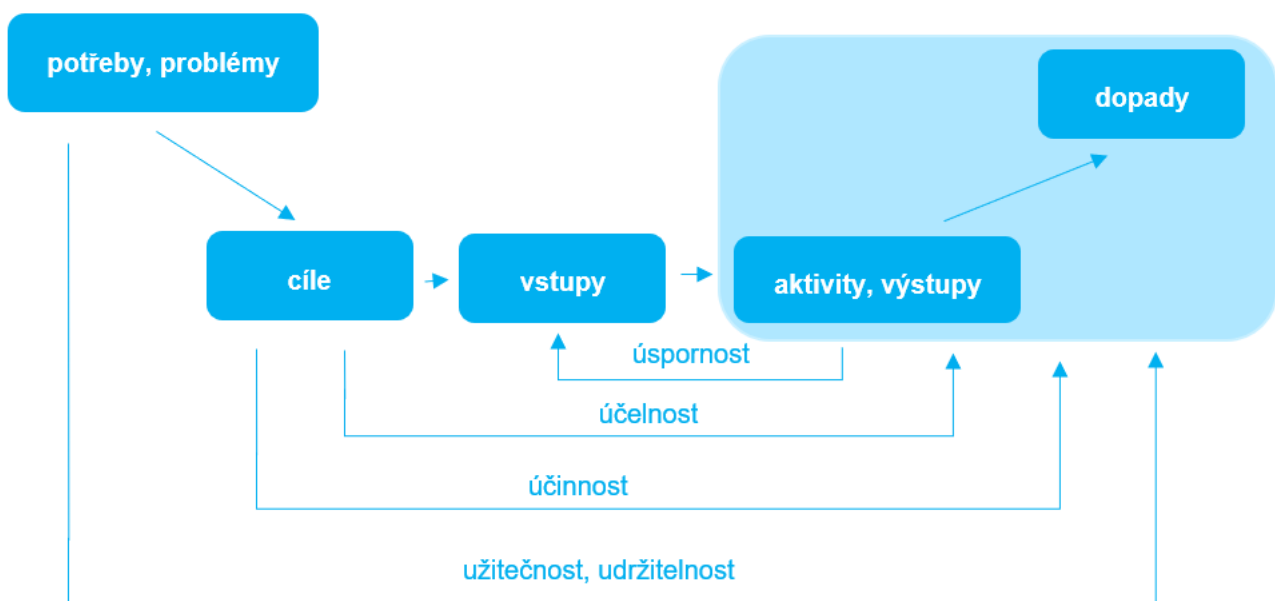 potřeby, problémy
dopady
cíle
vstupy
aktivity, výstupy
úspornost
účelnost
účinnost
užitečnost, udržitelnost